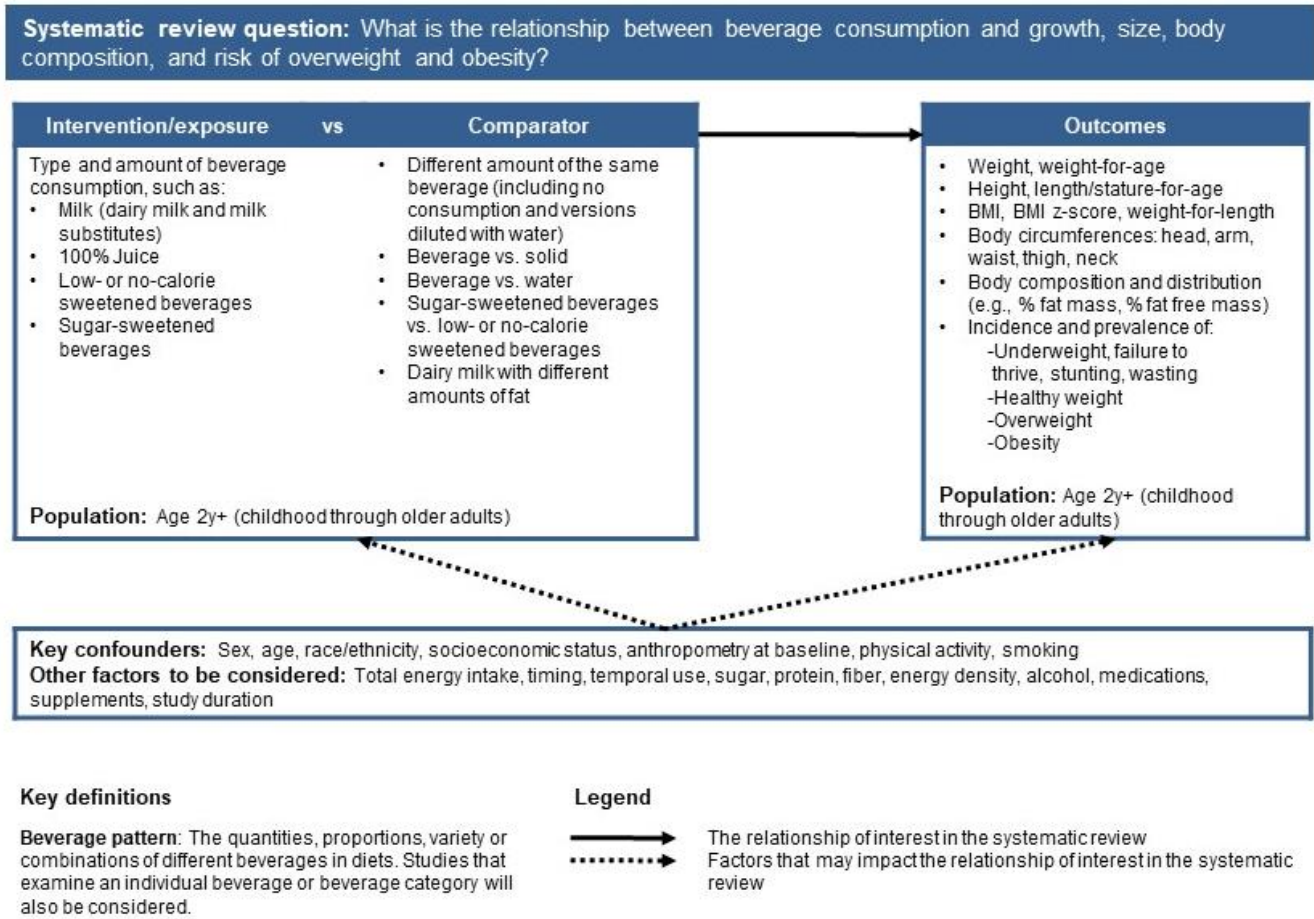 Systematic review question: What is the relationship between beverage consumption and growth, size, body
composition, and risk of overweight and obesity?
Intervention/exposure vs Comparator
Type and amount of beverage
consumption, such as:
• Milk (dairy milk and milk
substitutes)
• 100% Juice
• Low- or no-calorie
sweetened beverages
• Sugar-sweetened
beverages
• Different amount of the same
beverage (including no
consumption and versions
diluted with water)
• Beverage vs. solid
• Beverage vs. water
• Sugar-sweetened beverages
vs. low- or no-calorie
sweetened beverages
• Dairy milk with different
amounts of fat
Population: Age 2y+ (childhood through older adults)
Outcomes
• Weight, weight-for-age
• Height, length/stature-for-age
• BMI, BMI z-score, weight-for-length
• Body circumferences: head, arm,
waist, thigh, neck
• Body composition and distribution
(e.g., % fat mass, % fat free mass)
• Incidence and prevalence of:
-Underweight, failure to
thrive, stunting, wasting
-Healthy weight
-Overweight
-Obesity
Population: Age 2y+ (childhood
through older adults)
Key confounders: Sex, age, race/ethnicity, socioeconomic status, anthropometry at baseline, physical activity, smoking
Other factors to be considered: Total energy intake, timing, temporal use, sugar, protein, fiber, energy density, alcohol, medications,
supplements, study duration
Key definitions
Beverage pattern: The quantities, proportions, variety or
combinations of different beverages in diets. Studies that
examine an individual beverage or beverage category will
also be considered.
Legend
The relationship of interest in the systematic review
Factors that may impact the relationship of interest in the systematic
review